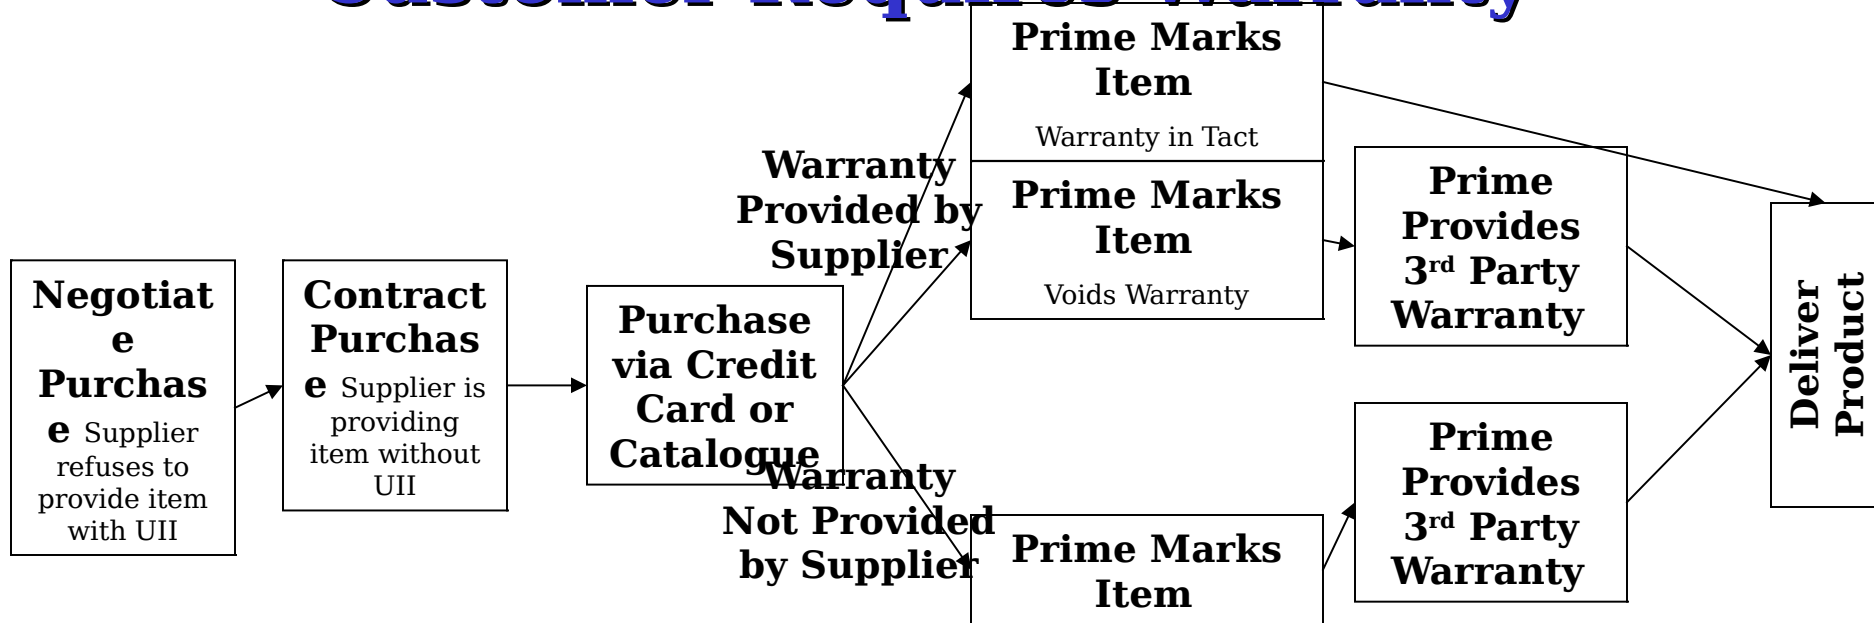 Customer Requires Warranty
Prime Marks
Item
Warranty in Tact
Warranty
Provided by
Supplier
Prime Marks
Item
Voids Warranty
Prime
Provides
3rd Party
Warranty
Negotiat
e
Purchas
e Supplier
refuses to
provide item
with UII
Contract
Purchas
e Supplier is
providing
item without
UII
Purchase
via Credit
Card or
Catalogue
Warranty
Not Provided
by Supplier
Prime Marks
Item
Prime
Provides
3rd Party
Warranty
Deliver
Product